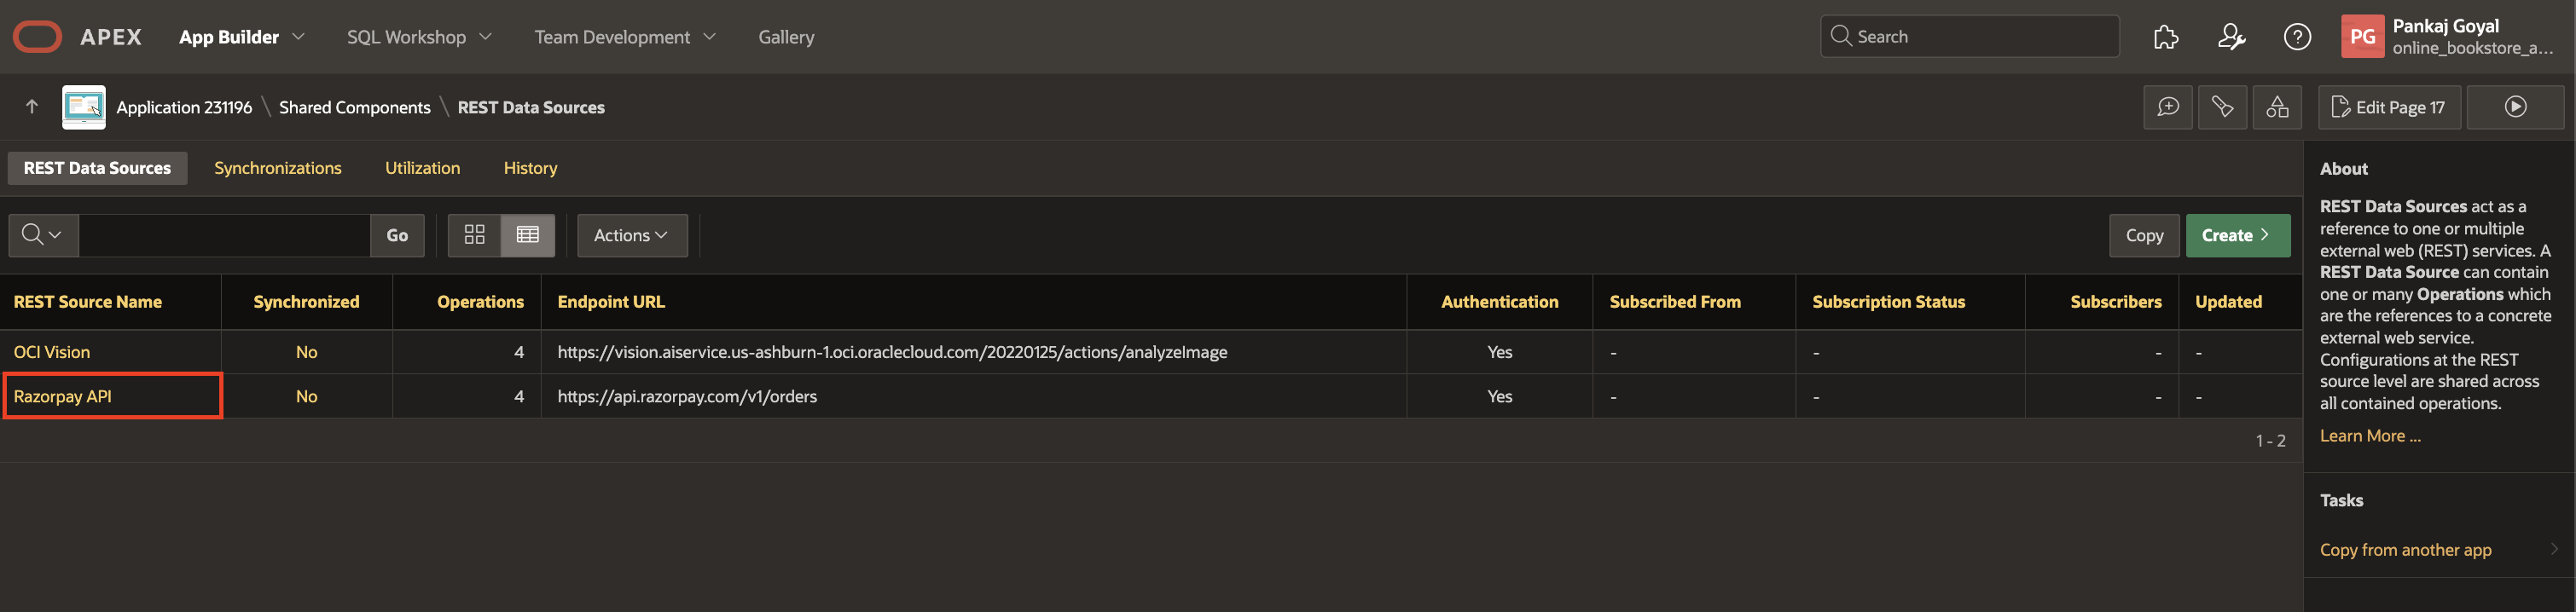 APEX App Builder SQL Workshop Team Development Gallery Search Pankaj Goyal
PG online_bookstore_a...
Application 231196 \ Shared Components \ REST Data Sources Edit Page 17
REST Data Sources Synchronizations Utilization History
Go Actions Copy Create
REST Source Name Synchronized Operations Endpoint URL Authentication Subscribed From Subscription Status Subscribers Updated
OCI Vision No 4 https://vision.aiservice.us-ashburn-1.oci.oraclecloud.com/20220125/actions/analyzeImage Yes - - - -
Razorpay API No 4 https://api.razorpay.com/v1/orders Yes - - - -
1 - 2
About
REST Data Sources act as a
reference to one or multiple
external web (REST) services. A
REST Data Source can contain
one or many Operations which
are the references to a concrete
external web service.
Configurations at the REST
source level are shared across
all contained operations.
Learn More ...
Tasks
Copy from another app